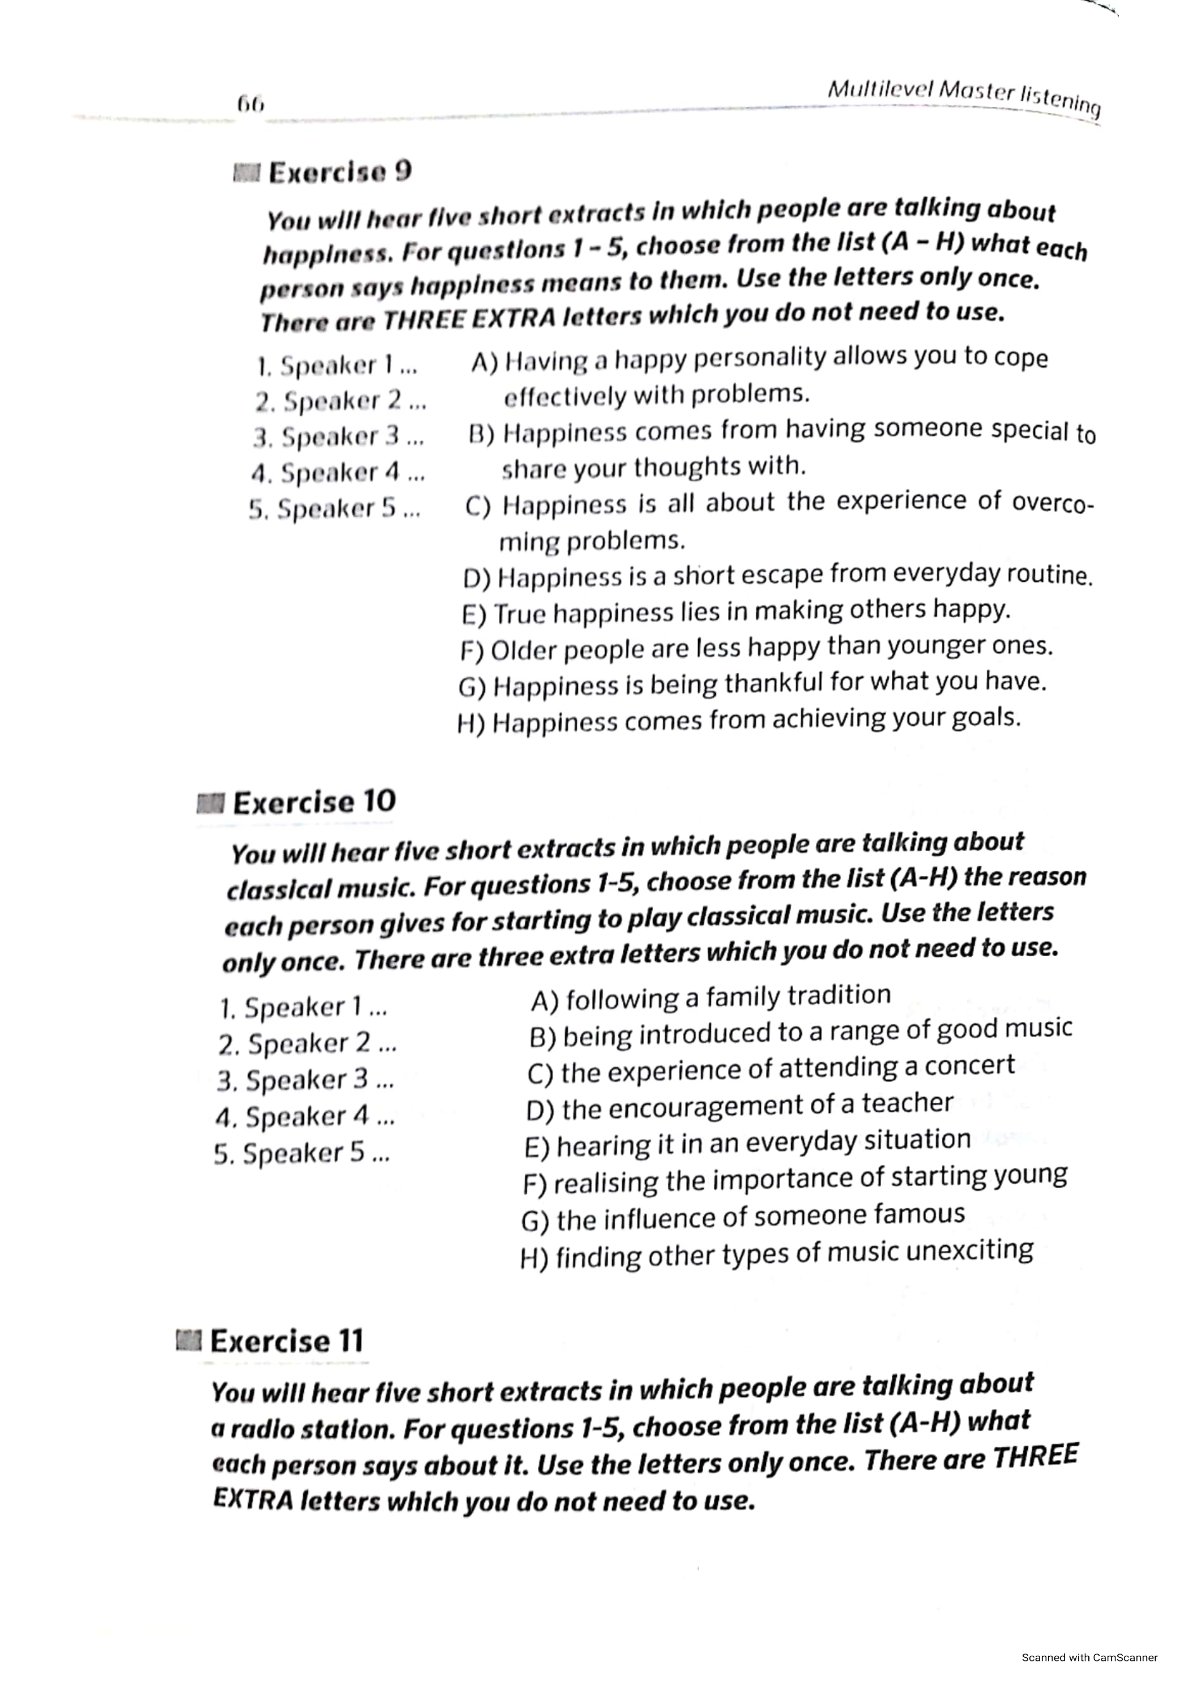 66
Multilevel Master listening
Exercise 9
You will hear five short extracts in which people are talking about
happiness. For questions 1 – 5, choose from the list (A – H) what each
person says happiness means to them. Use the letters only once.
There are THREE EXTRA letters which you do not need to use.
1. Speaker 1 ...
2. Speaker 2 ...
3. Speaker 3 ...
4. Speaker 4 ...
5. Speaker 5 ...
A) Having a happy personality allows you to cope
effectively with problems.
B) Happiness comes from having someone special to
share your thoughts with.
C) Happiness is all about the experience of overco-
ming problems.
D) Happiness is a short escape from everyday routine.
E) True happiness lies in making others happy.
F) Older people are less happy than younger ones.
G) Happiness is being thankful for what you have.
H) Happiness comes from achieving your goals.
Exercise 10
You will hear five short extracts in which people are talking about
classical music. For questions 1-5, choose from the list (A-H) the reason
each person gives for starting to play classical music. Use the letters
only once. There are three extra letters which you do not need to use.
1. Speaker 1 ...
2. Speaker 2 ...
3. Speaker 3 ...
4. Speaker 4 ...
5. Speaker 5 ...
A) following a family tradition
B) being introduced to a range of good music
C) the experience of attending a concert
D) the encouragement of a teacher
E) hearing it in an everyday situation
F) realising the importance of starting young
G) the influence of someone famous
H) finding other types of music unexciting
Exercise 11
You will hear five short extracts in which people are talking about
a radio station. For questions 1-5, choose from the list (A-H) what
each person says about it. Use the letters only once. There are THREE
EXTRA letters which you do not need to use.
Scanned with CamScanner